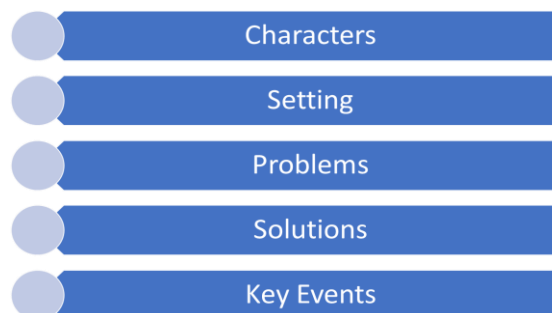 Characters
Setting
Problems
Solutions
Key Events